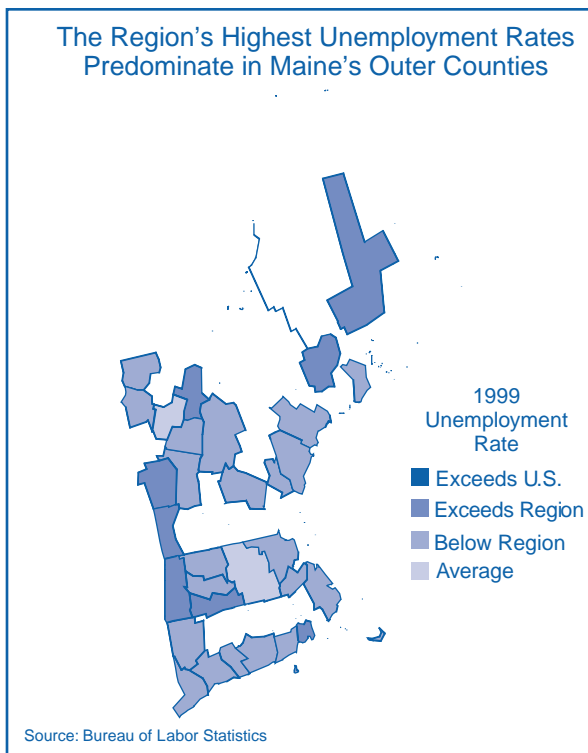 The Region’s Highest Unemployment Rates
Predominate in Maine’s Outer Counties
1999
Unemployment
Rate
Exceeds U.S.
Exceeds Region
Below Region
Average
Source: Bureau of Labor Statistics